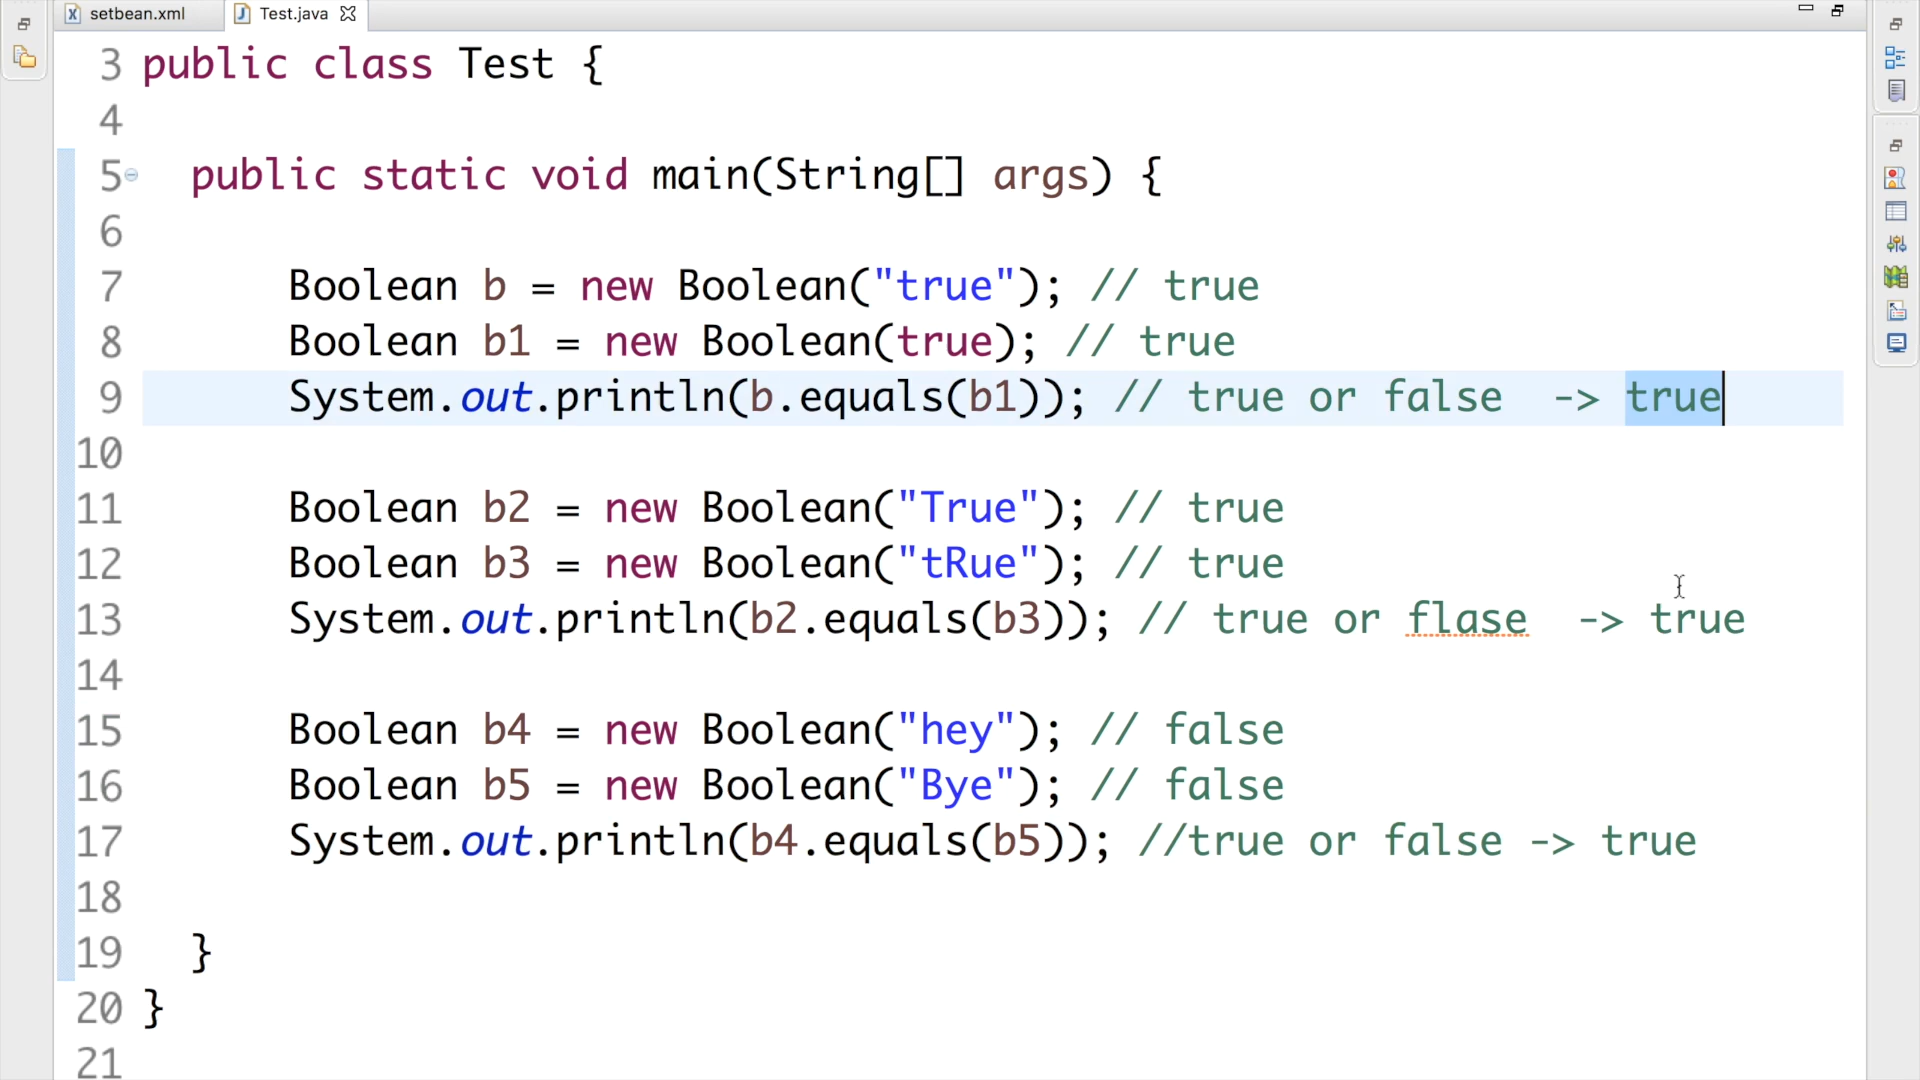 setbean.xml
Test.java
3 public class Test {
4
5 public static void main(String[] args) {
6
7 Boolean b = new Boolean("true"); // true
8 Boolean b1 = new Boolean(true); // true
9 System.out.println(b.equals(b1)); // true or false -> true
10
11 Boolean b2 = new Boolean("True"); // true
12 Boolean b3 = new Boolean("tRue"); // true
13 System.out.println(b2.equals(b3)); // true or flase -> true
14
15 Boolean b4 = new Boolean("hey"); // false
16 Boolean b5 = new Boolean("Bye"); // false
17 System.out.println(b4.equals(b5)); //true or false -> true
18
19 }
20 }
21